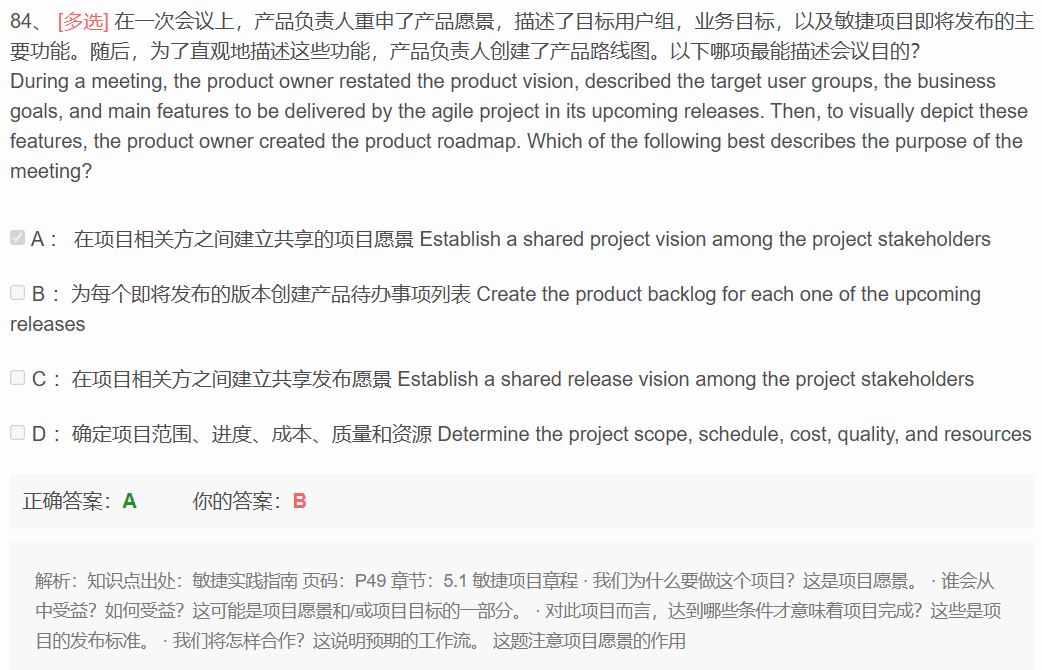 84、 [多选] 在一次会议上，产品负责人重申了产品愿景，描述了目标用户组，业务目标，以及敏捷项目即将发布的主
要功能。随后，为了直观地描述这些功能，产品负责人创建了产品路线图。以下哪项最能描述会议目的?
During a meeting, the product owner restated the product vision, described the target user groups, the business
goals, and main features to be delivered by the agile project in its upcoming releases. Then, to visually depict these
features, the product owner created the product roadmap. Which of the following best describes the purpose of the
meeting?
A： 在项目相关方之间建立共享的项目愿景 Establish a shared project vision among the project stakeholders
B： 为每个即将发布的版本创建产品待办事项列表 Create the product backlog for each one of the upcoming
releases
C： 在项目相关方之间建立共享发布愿景 Establish a shared release vision among the project stakeholders
D： 确定项目范围、进度、成本、质量和资源 Determine the project scope, schedule, cost, quality, and resources
正确答案：A 你的答案：B
解析：知识点出处：敏捷实践指南 页码：P49 章节：5.1 敏捷项目章程 · 我们为什么要做这个项目？这是项目愿景。 · 谁会从
中受益？如何受益？这可能是项目愿景和/或项目目标的一部分。 · 对此项目而言，达到哪些条件才意味着项目完成？这些是项
目的发布标准。 · 我们将怎样合作？这说明预期的工作流。 这题注意项目愿景的作用